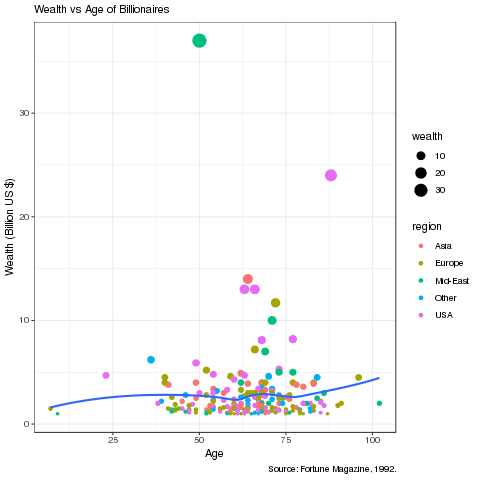 Wealth vs Age of Billionaires
Wealth (Billion US $)
30
20
10
0
25
50
75
100
Age
wealth
10
20
30
region
Asia
Europe
Mid-East
Other
USA
Source: Fortune Magazine, 1992.